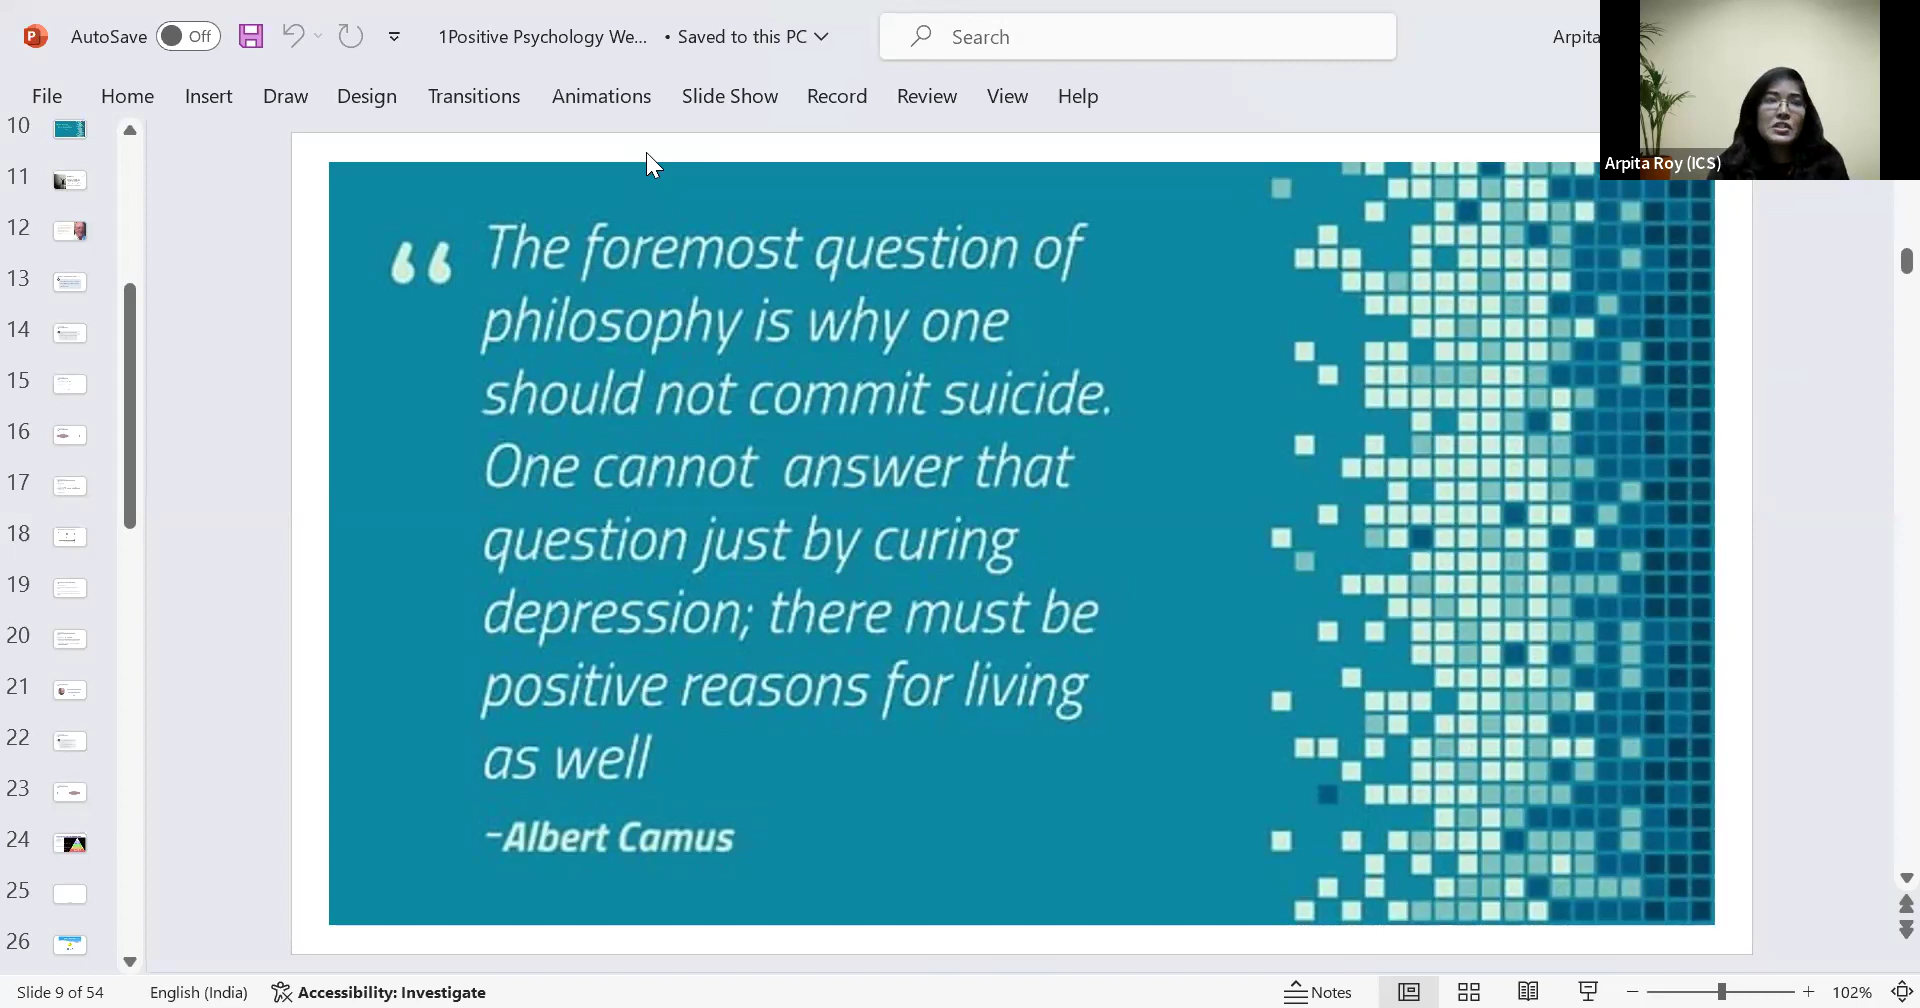 AutoSave Off 1Positive Psychology We... • Saved to this PC Search Arpita
File Home Insert Draw Design Transitions Animations Slide Show Record Review View Help
Arpita Roy (ICS)
10
11
12
13
14
15
16
17
18
19
20
21
22
23
24
25
26
“ The foremost question of
philosophy is why one
should not commit suicide.
One cannot answer that
question just by curing
depression; there must be
positive reasons for living
as well
–Albert Camus
Slide 9 of 54 English (India) Accessibility: Investigate Notes 102%